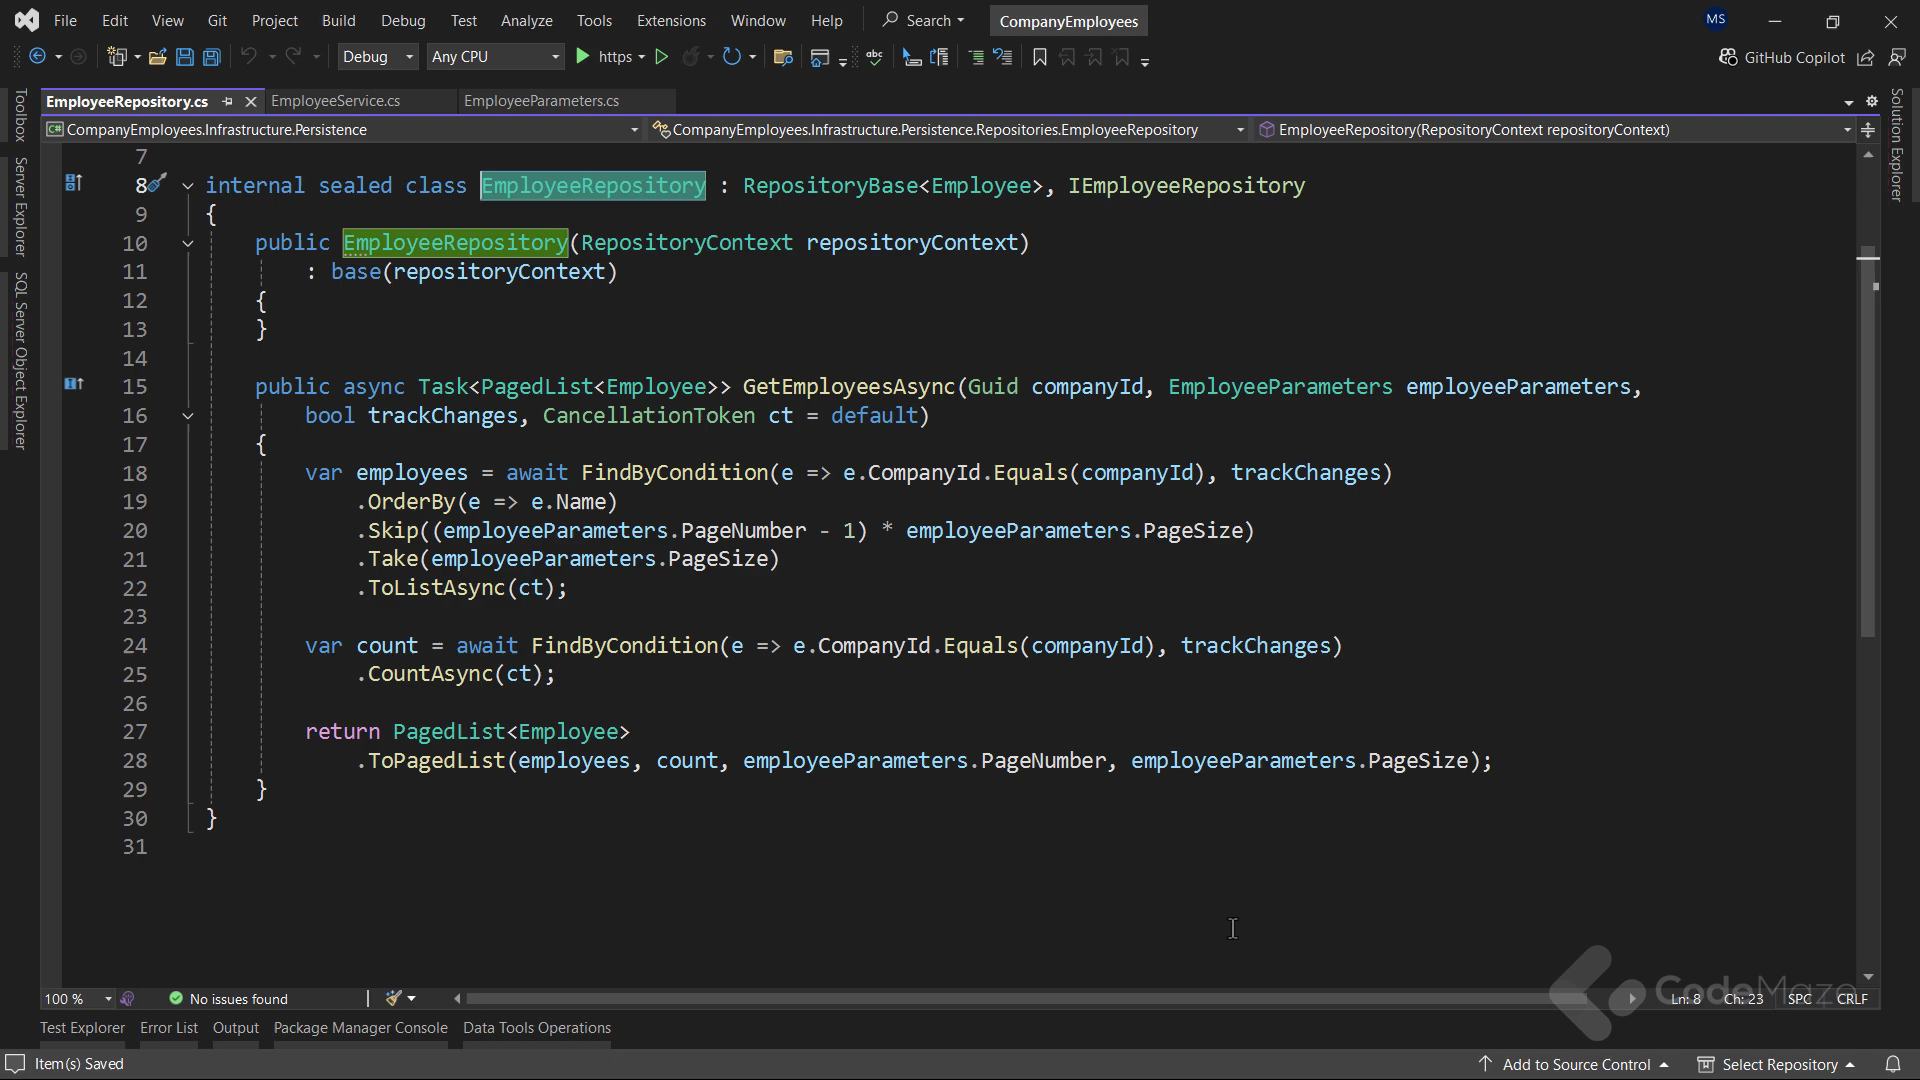 File Edit View Git Project Build Debug Test Analyze Tools Extensions Window Help Search CompanyEmployees MS
Debug Any CPU https abc GitHub Copilot
EmployeeRepository.cs EmployeeService.cs EmployeeParameters.cs
CompanyEmployees.Infrastructure.Persistence CompanyEmployees.Infrastructure.Persistence.Repositories.EmployeeRepository EmployeeRepository(RepositoryContext repositoryContext)
Toolbox
Server Explorer
SQL Server Object Explorer
Solution Explorer
7
8 internal sealed class EmployeeRepository : RepositoryBase<Employee>, IEmployeeRepository
9 {
10 public EmployeeRepository(RepositoryContext repositoryContext)
11 : base(repositoryContext)
12 {
13 }
14
15 public async Task<PagedList<Employee>> GetEmployeesAsync(Guid companyId, EmployeeParameters employeeParameters,
16 bool trackChanges, CancellationToken ct = default)
17 {
18 var employees = await FindByCondition(e => e.CompanyId.Equals(companyId), trackChanges)
19 .OrderBy(e => e.Name)
20 .Skip((employeeParameters.PageNumber - 1) * employeeParameters.PageSize)
21 .Take(employeeParameters.PageSize)
22 .ToListAsync(ct);
23
24 var count = await FindByCondition(e => e.CompanyId.Equals(companyId), trackChanges)
25 .CountAsync(ct);
26
27 return PagedList<Employee>
28 .ToPagedList(employees, count, employeeParameters.PageNumber, employeeParameters.PageSize);
29 }
30 }
31
100 % No issues found Ln: 8 Ch: 23 SPC CRLF
CodeMaze
Test Explorer Error List Output Package Manager Console Data Tools Operations
Item(s) Saved Add to Source Control Select Repository